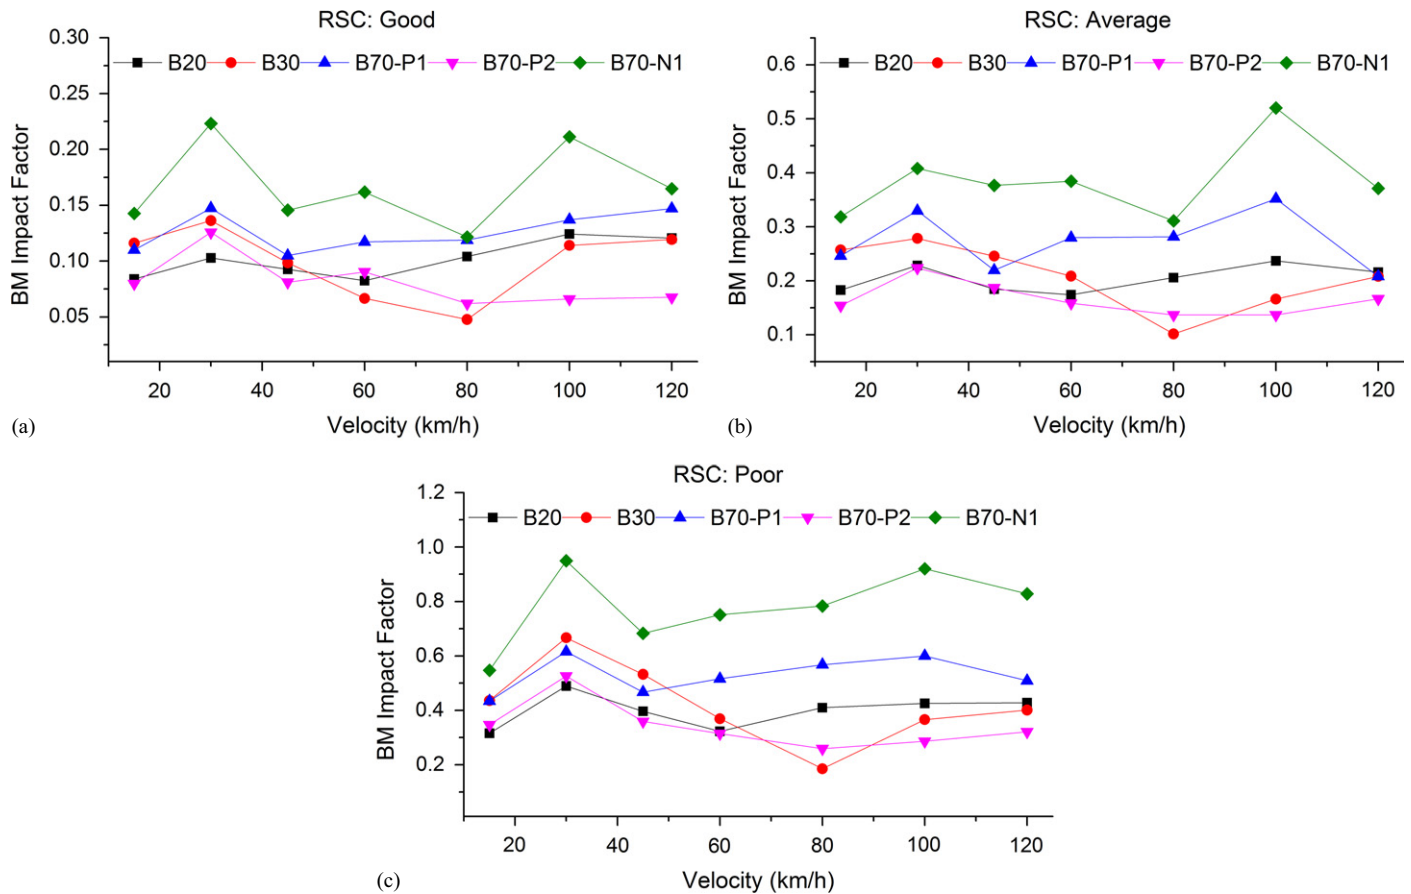 RSC: Good
0.30
0.25
0.20
0.15
0.10
0.05
BM Impact Factor
B20 B30 B70-P1 B70-P2 B70-N1
20 40 60 80 100 120
Velocity (km/h)
(a)
RSC: Average
0.6
0.5
0.4
0.3
0.2
0.1
BM Impact Factor
B20 B30 B70-P1 B70-P2 B70-N1
20 40 60 80 100 120
Velocity (km/h)
(b)
RSC: Poor
1.2
1.0
0.8
0.6
0.4
0.2
BM Impact Factor
B20 B30 B70-P1 B70-P2 B70-N1
20 40 60 80 100 120
Velocity (km/h)
(c)